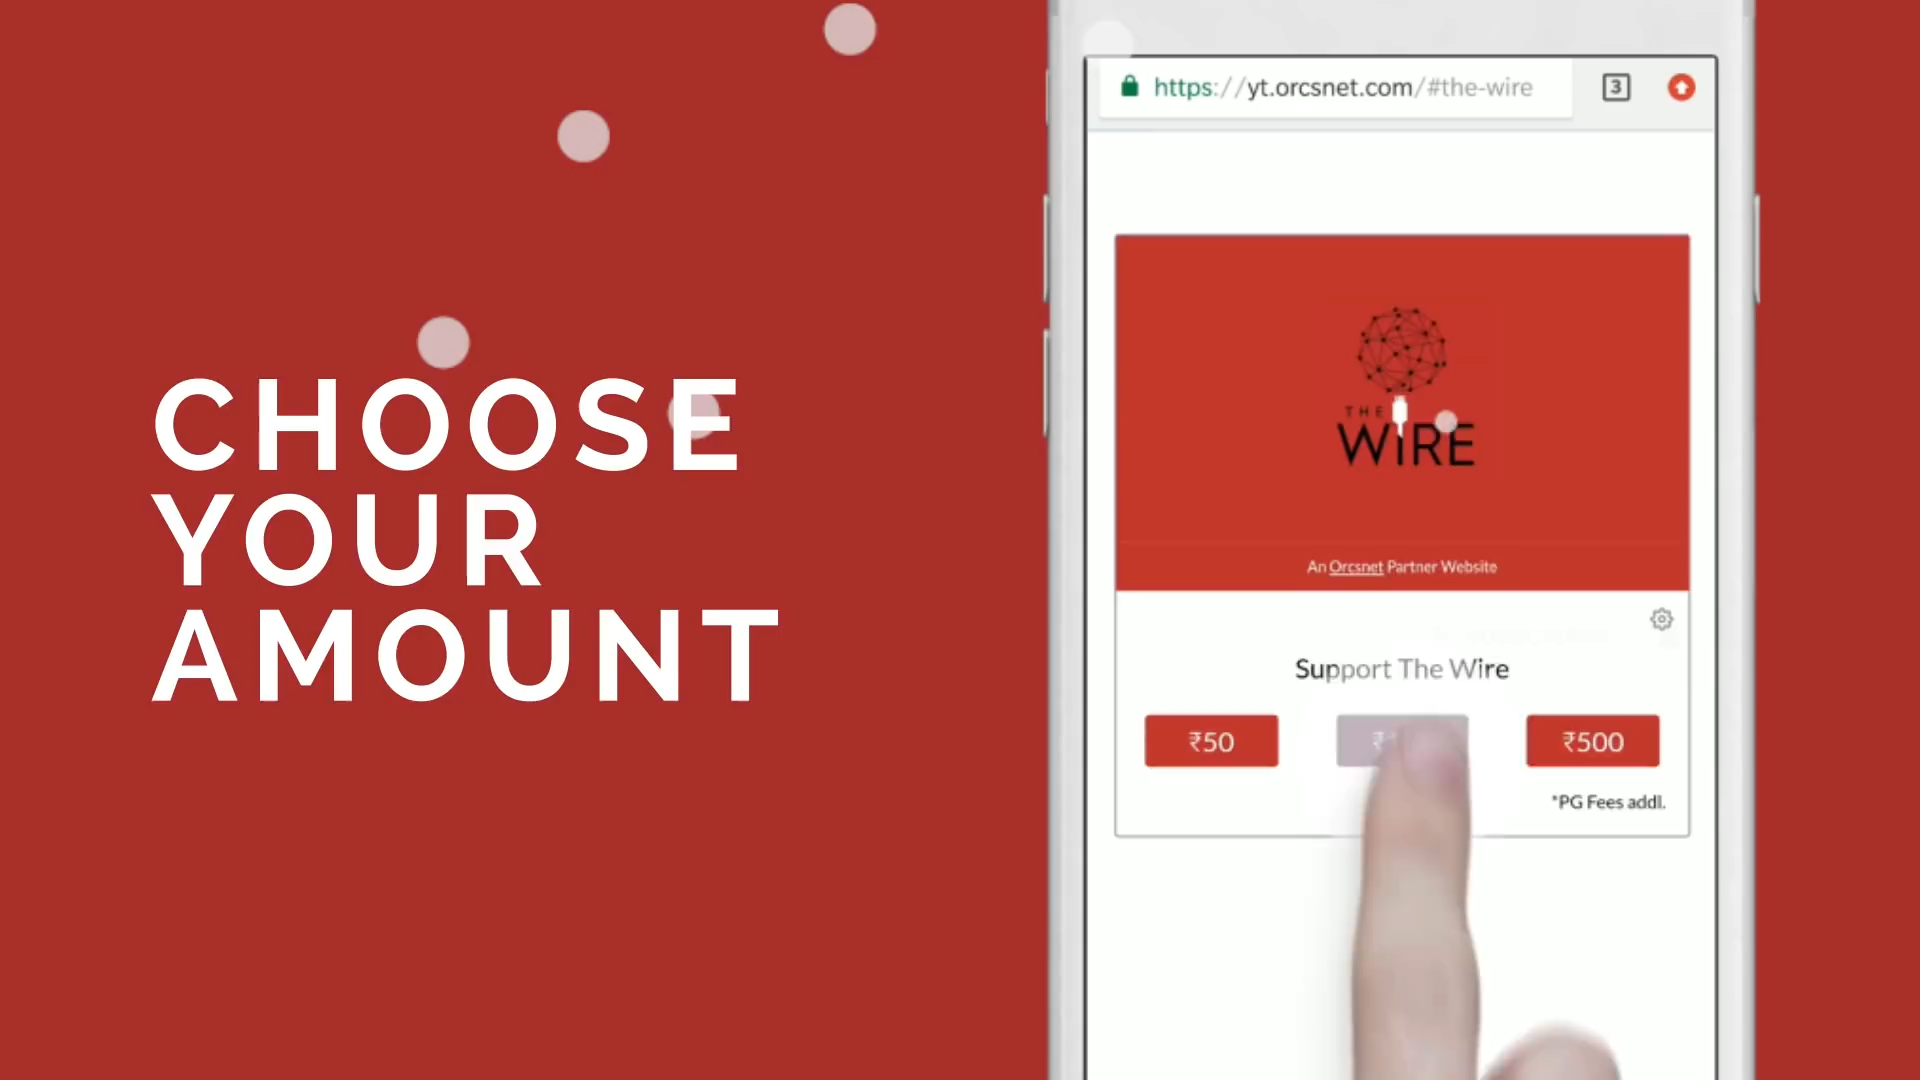 CHOOSE
YOUR
AMOUNT
https://yt.orcsnet.com/#the-wire
3
THE
WIRE
An Orcsnet Partner Website
Support The Wire
₹50
₹500
*PG Fees addl.